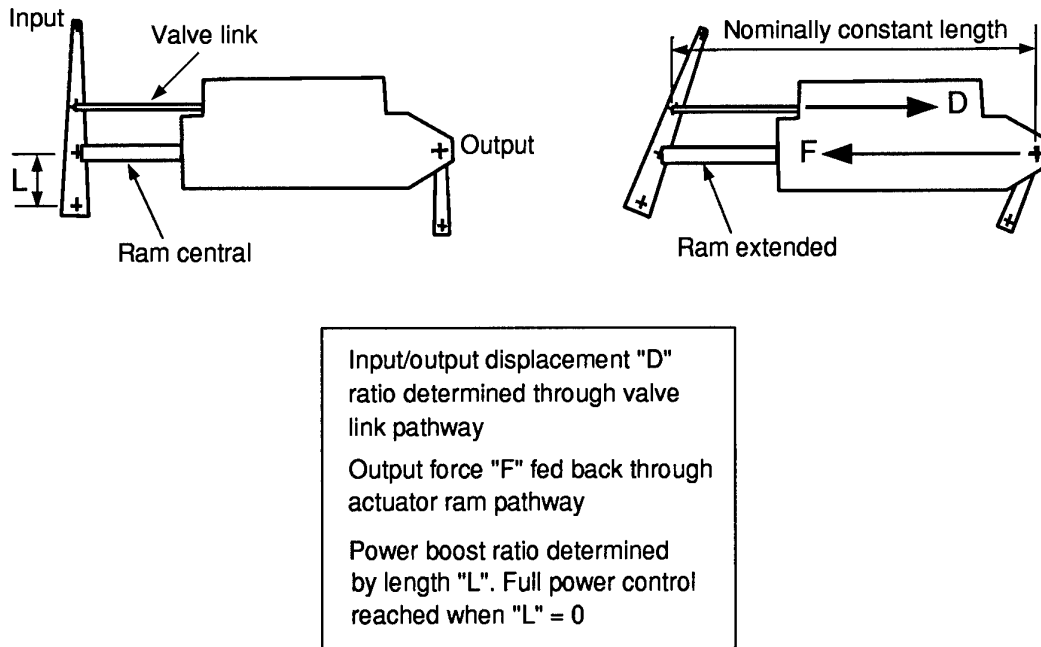 Input
Valve link
L
Output
Ram central
Nominally constant length
D
F
Ram extended
Input/output displacement "D"
ratio determined through valve
link pathway
Output force "F" fed back through
actuator ram pathway
Power boost ratio determined
by length "L". Full power control
reached when "L" = 0